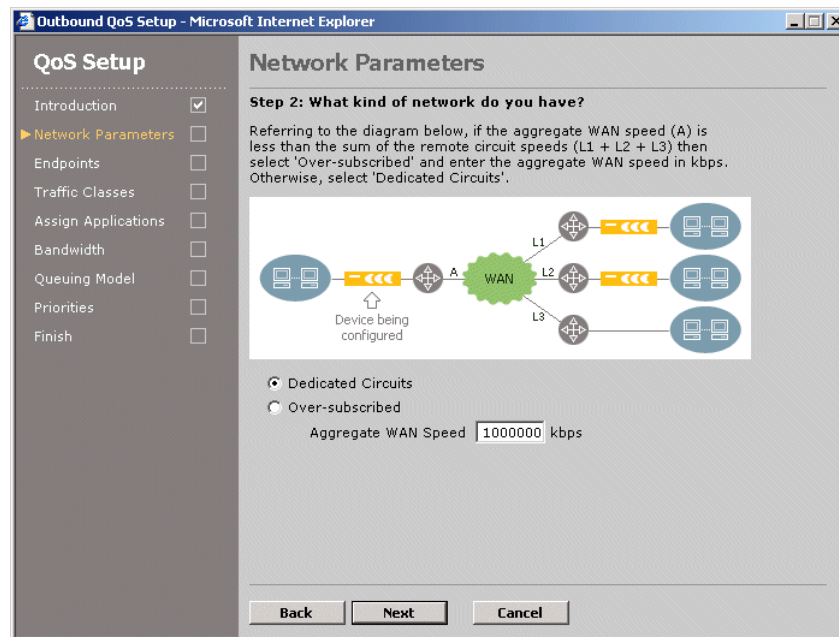 Outbound QoS Setup - Microsoft Internet Explorer
QoS Setup
Introduction
Network Parameters
Endpoints
Traffic Classes
Assign Applications
Bandwidth
Queuing Model
Priorities
Finish
Network Parameters
Step 2: What kind of network do you have?
Referring to the diagram below, if the aggregate WAN speed (A) is
less than the sum of the remote circuit speeds (L1 + L2 + L3) then
select 'Over-subscribed' and enter the aggregate WAN speed in kbps.
Otherwise, select 'Dedicated Circuits'.
L1
A
WAN
L2
L3
Device being
configured
Dedicated Circuits
Over-subscribed
Aggregate WAN Speed 1000000 kbps
Back Next Cancel